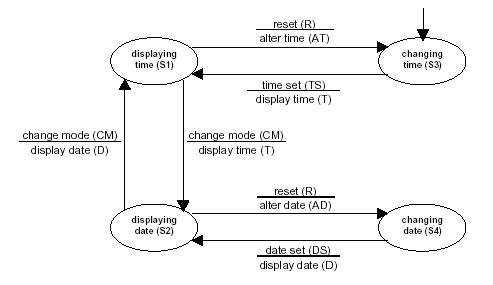 reset (R)
alter time (AT)
displaying
time (S1)
changing
time (S3)
time set (TS)
display time (T)
change mode (CM)
display date (D)
change mode (CM)
display time (T)
reset (R)
alter date (AD)
displaying
date (S2)
changing
date (S4)
date set (DS)
display date (D)